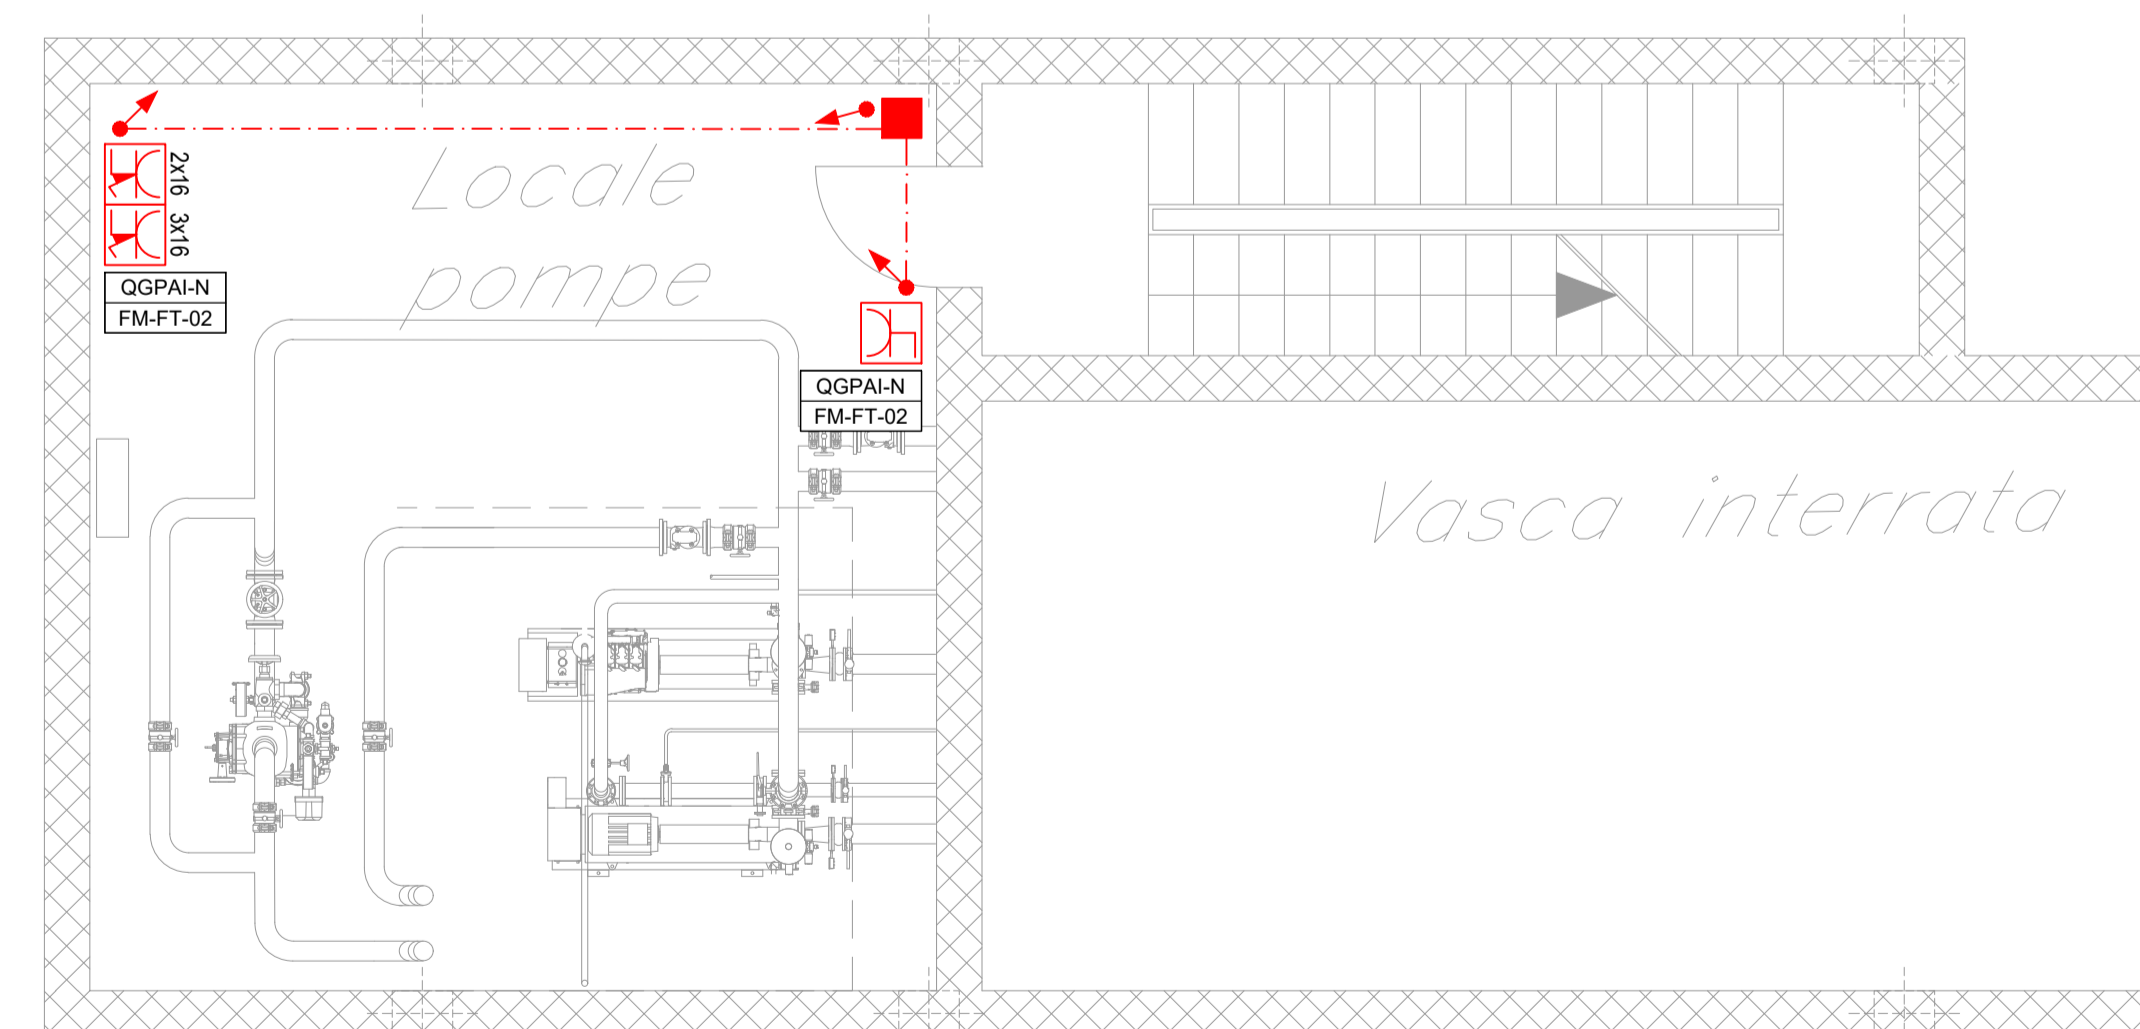 Locale
pompe
2x16
3x16
QGPAI-N
FM-FT-02
QGPAI-N
FM-FT-02
Vasca interrata